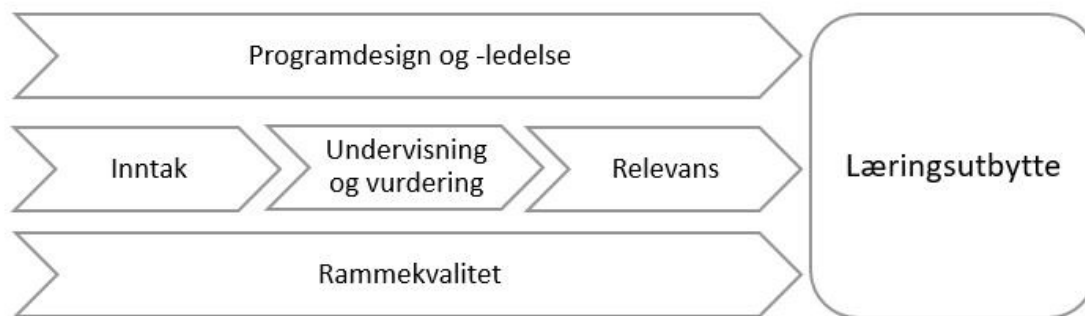 Programdesign og -ledelse
Inntak
Undervisning
og vurdering
Relevans
Læringsutbytte
Rammekvalitet